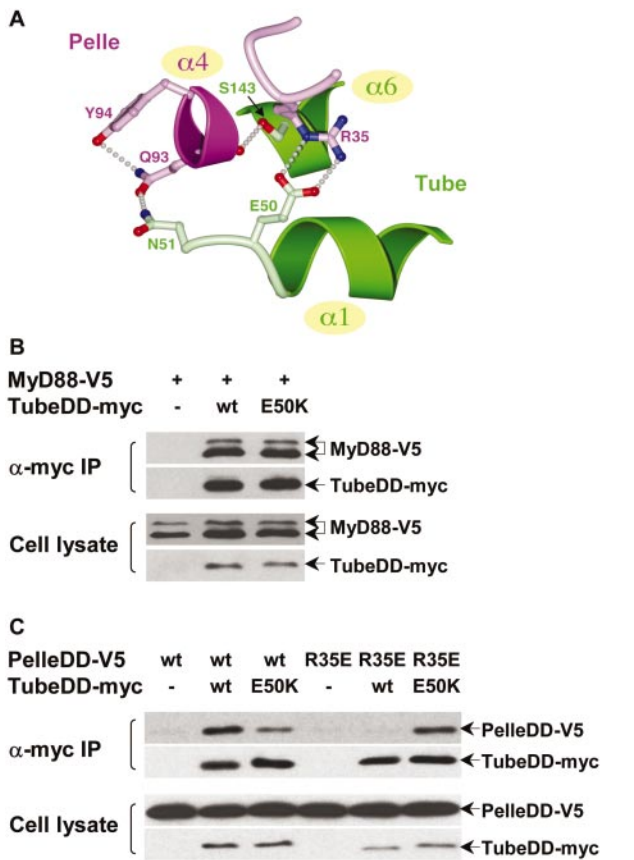 A
Pelle
α4
S143
α6
Y94
R35
Q93
Tube
E50
N51
α1
B
MyD88-V5 + + +
TubeDD-myc - wt E50K
α-myc IP
MyD88-V5
TubeDD-myc
Cell lysate
MyD88-V5
TubeDD-myc
C
PelleDD-V5 wt wt wt R35E R35E R35E
TubeDD-myc - wt E50K - wt E50K
α-myc IP
PelleDD-V5
TubeDD-myc
Cell lysate
PelleDD-V5
TubeDD-myc